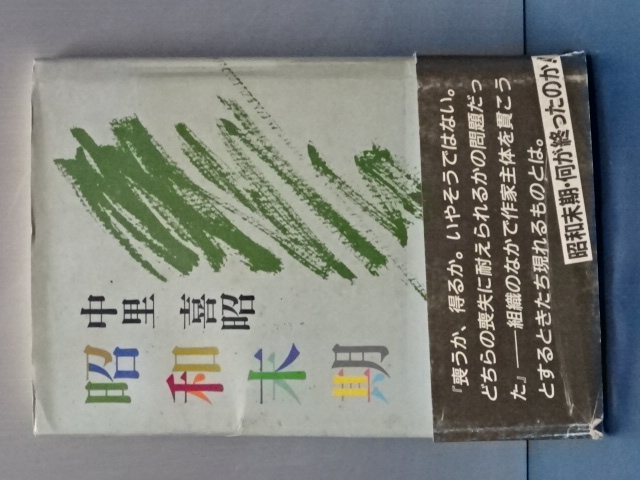 中里喜昭
昭和末期
昭和末期・何が終ったのか!
『喪うか、得るか。いやそうではない。
どちらの喪失に耐えられるかの問題だっ
た』──組織のなかで作家主体を貫こう
とするときたち現れるものとは。